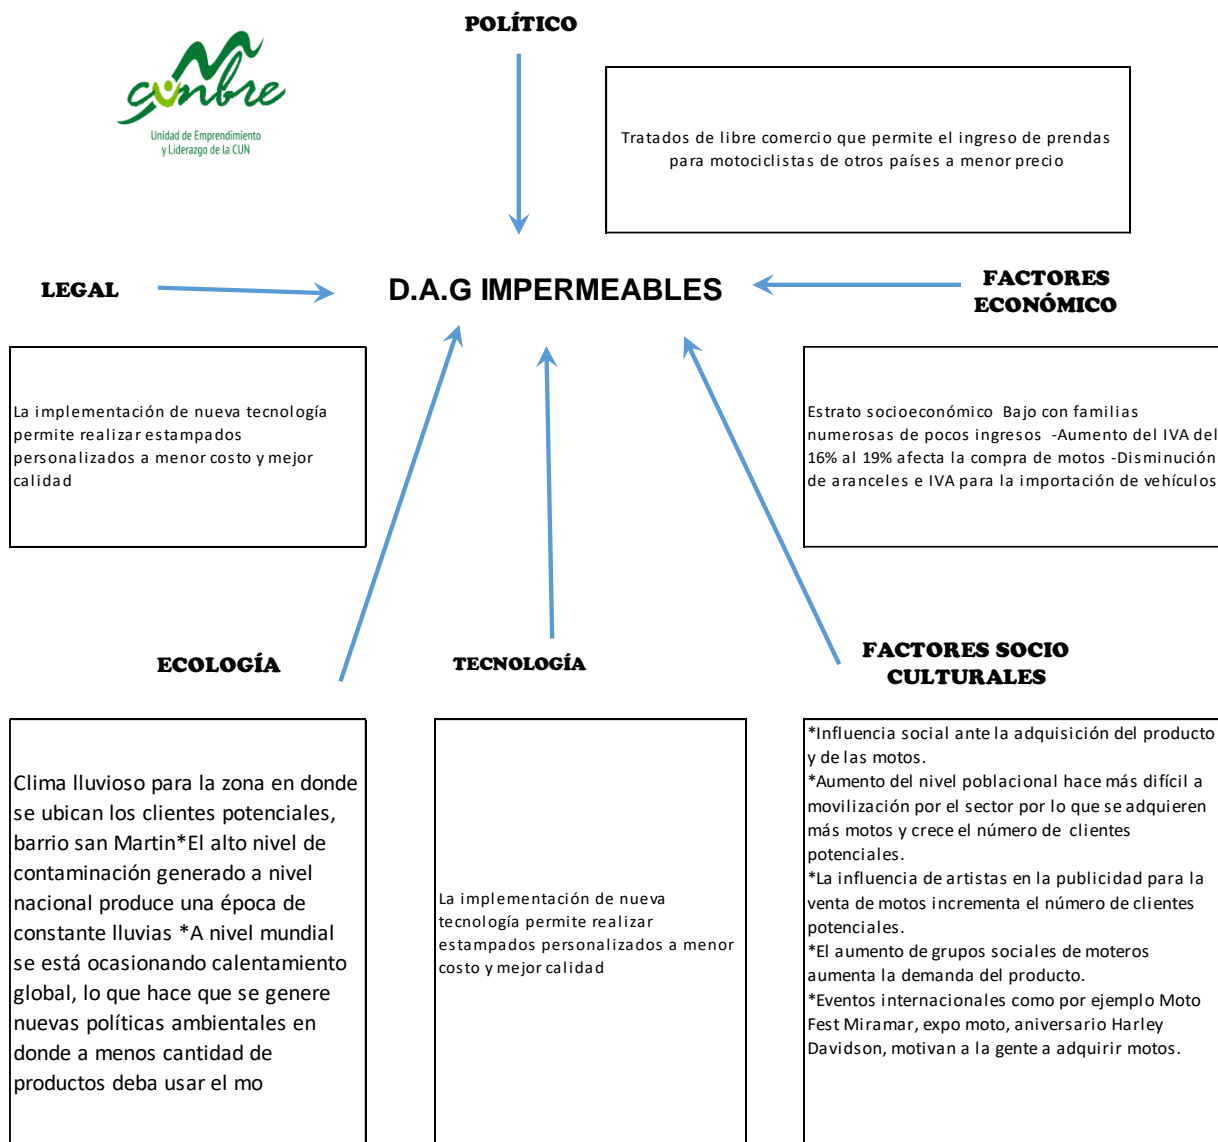 POLÍTICO
cunbre
Unidad de Emprendimiento
y Liderazgo de la CUN
Tratados de libre comercio que permite el ingreso de prendas
para motociclistas de otros países a menor precio
LEGAL
D.A.G IMPERMEABLES
FACTORES
ECONÓMICO
La implementación de nueva tecnología
permite realizar estampados
personalizados a menor costo y mejor
calidad
Estrato socioeconómico Bajo con familias
numerosas de pocos ingresos -Aumento del IVA del
16% al 19% afecta la compra de motos -Disminución
de aranceles e IVA para la importación de vehículos
ECOLOGÍA
TECNOLOGÍA
FACTORES SOCIO
CULTURALES
Clima lluvioso para la zona en donde
se ubican los clientes potenciales,
barrio san Martin*El alto nivel de
contaminación generado a nivel
nacional produce una época de
constante lluvias *A nivel mundial
se está ocasionando calentamiento
global, lo que hace que se genere
nuevas políticas ambientales en
donde a menos cantidad de
productos deba usar el mo
La implementación de nueva
tecnología permite realizar
estampados personalizados a menor
costo y mejor calidad
*Influencia social ante la adquisición del producto
y de las motos.
*Aumento del nivel poblacional hace más difícil a
movilización por el sector por lo que se adquieren
más motos y crece el número de clientes
potenciales.
*La influencia de artistas en la publicidad para la
venta de motos incrementa el número de clientes
potenciales.
*El aumento de grupos sociales de moteros
aumenta la demanda del producto.
*Eventos internacionales como por ejemplo Moto
Fest Miramar, expo moto, aniversario Harley
Davidson, motivan a la gente a adquirir motos.